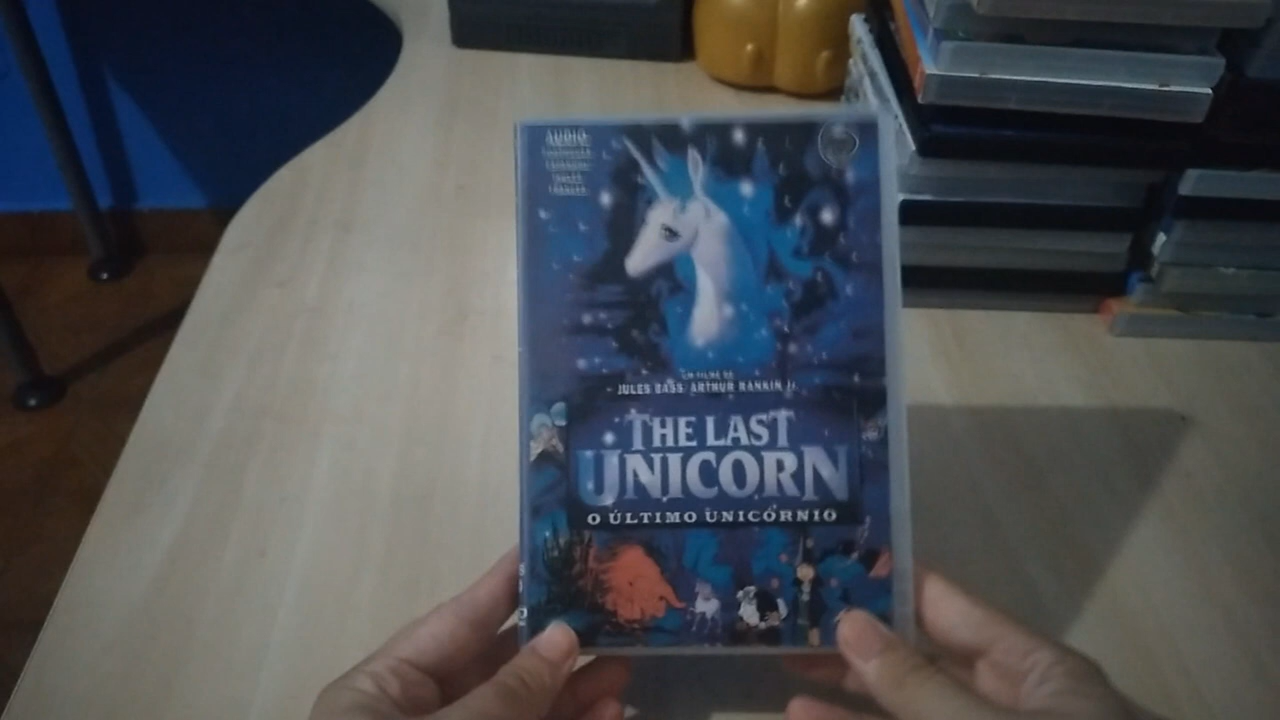 AUDIO
UM FILME DE
JULES BASS ARTHUR RANKIN Jr.
THE LAST
UNICORN
O ÚLTIMO UNICÓRNIO